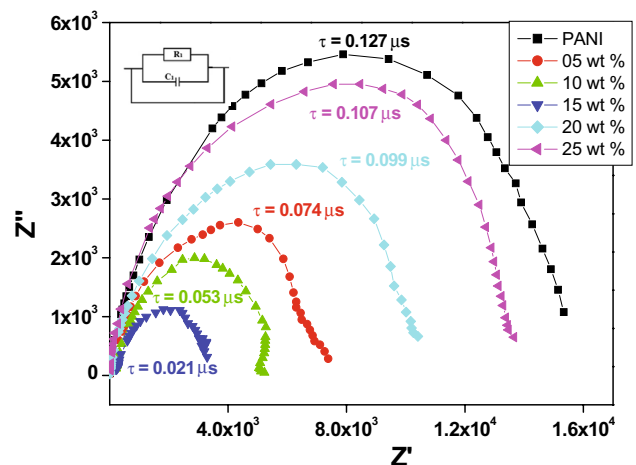 6x10³
5x10³
4x10³
3x10³
2x10³
1x10³
0
Z''
R₁
C₁
τ = 0.127 μs
τ = 0.107 μs
τ = 0.099 μs
τ = 0.074 μs
τ = 0.053 μs
τ = 0.021 μs
PANI
05 wt %
10 wt %
15 wt %
20 wt %
25 wt %
4.0x10³
8.0x10³
1.2x10⁴
1.6x10⁴
Z'